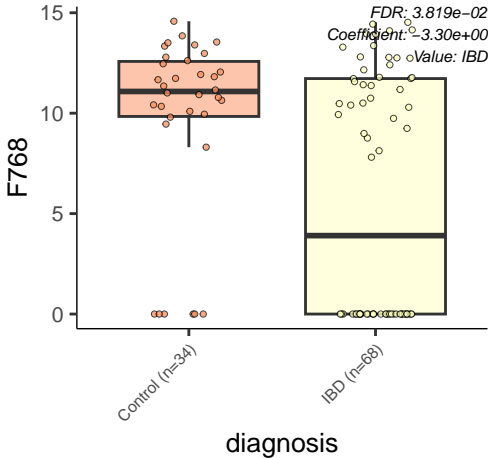 FDR: 3.819e−02
Coefficient: −3.30e+00
Value: IBD
F768
15
10
5
0
Control (n=34)
IBD (n=68)
diagnosis